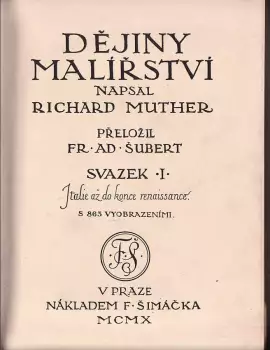 DĚJINY
MALÍŘSTVÍ
NAPSAL
RICHARD MUTHER
PŘELOŽIL
FR · AD · ŠUBERT
SVAZEK · I ·
Italie až do konce renaissance.
S 863 VYOBRAZENÍMI.
FŠ
V PRAZE
NÁKLADEM F · ŠIMÁČKA
MCMX